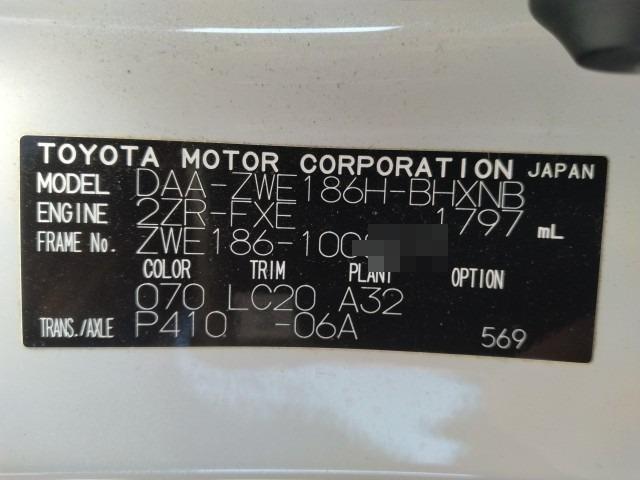 TOYOTA MOTOR CORPORATION JAPAN
MODEL DAA-ZWE186H-BHXNB
ENGINE 2ZR-FXE 1797 mL
FRAME No. ZWE186-100
COLOR TRIM PLANT OPTION
070 LC20 A32
TRANS./AXLE P410 -06A 569